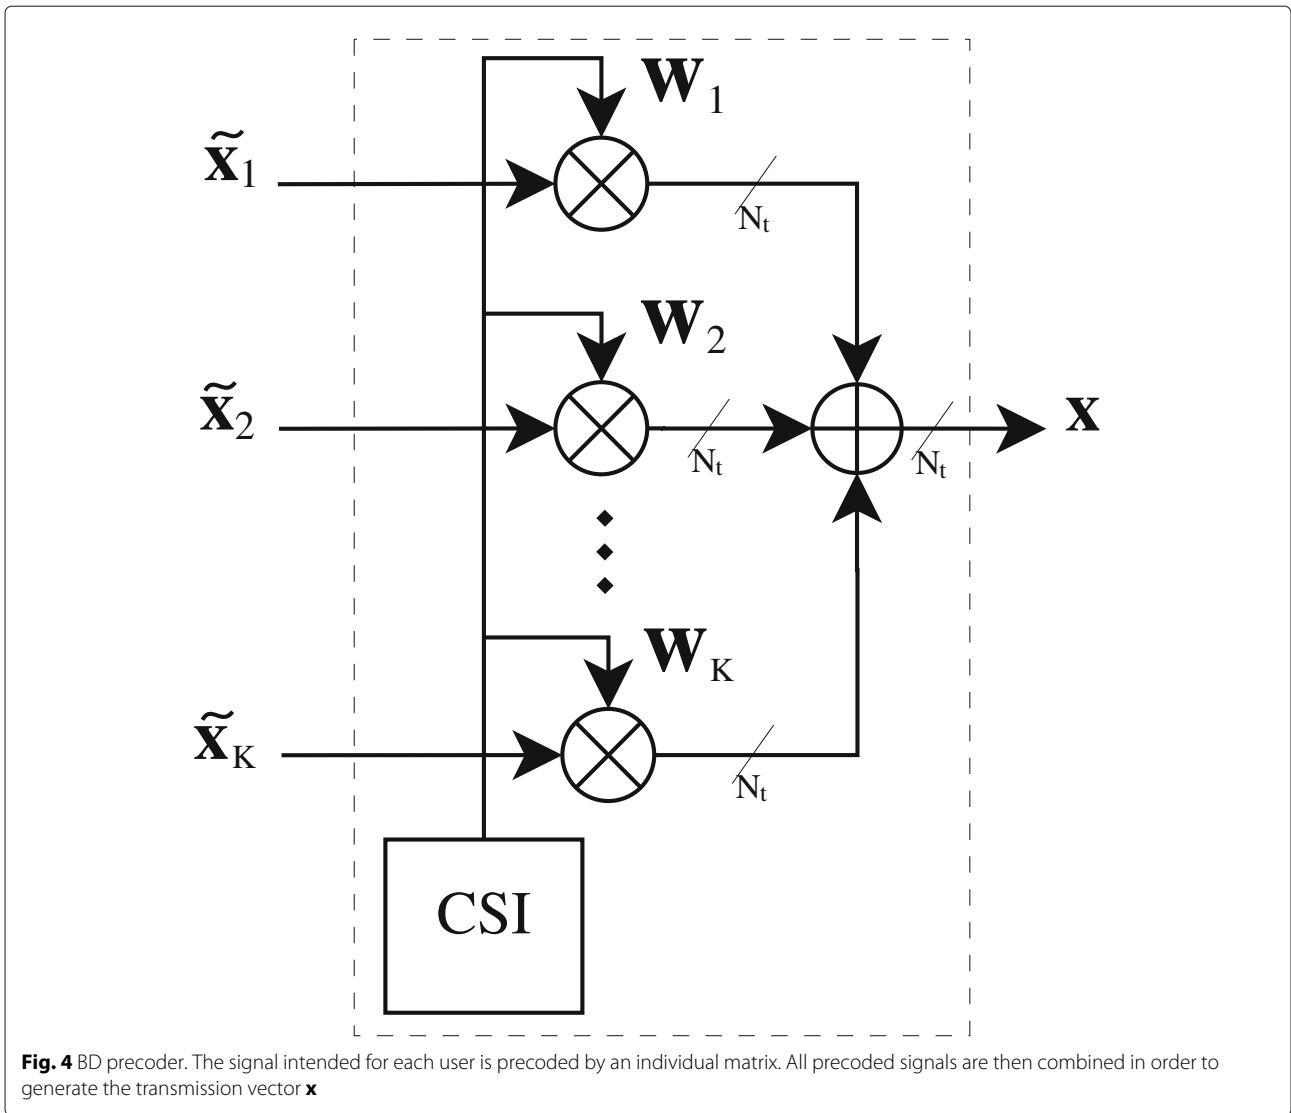 W₁
x̃₁
Nₜ
W₂
x̃₂
x
Nₜ
Nₜ
W_K
x̃_K
Nₜ
CSI
Fig. 4 BD precoder. The signal intended for each user is precoded by an individual matrix. All precoded signals are then combined in order to
generate the transmission vector x